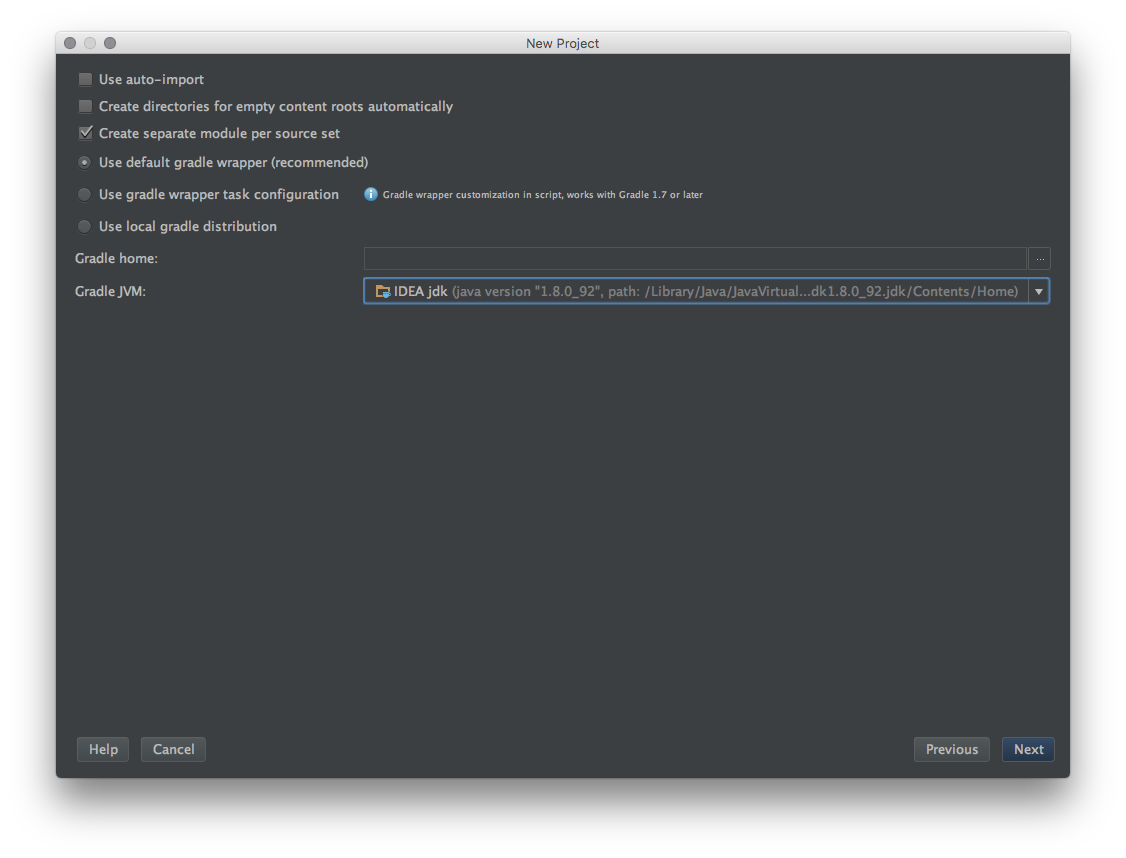 New Project
Use auto-import
Create directories for empty content roots automatically
Create separate module per source set
Use default gradle wrapper (recommended)
Use gradle wrapper task configuration Gradle wrapper customization in script, works with Gradle 1.7 or later
Use local gradle distribution
Gradle home: ...
Gradle JVM: IDEA jdk (java version "1.8.0_92", path: /Library/Java/JavaVirtual...dk1.8.0_92.jdk/Contents/Home)
Help Cancel Previous Next